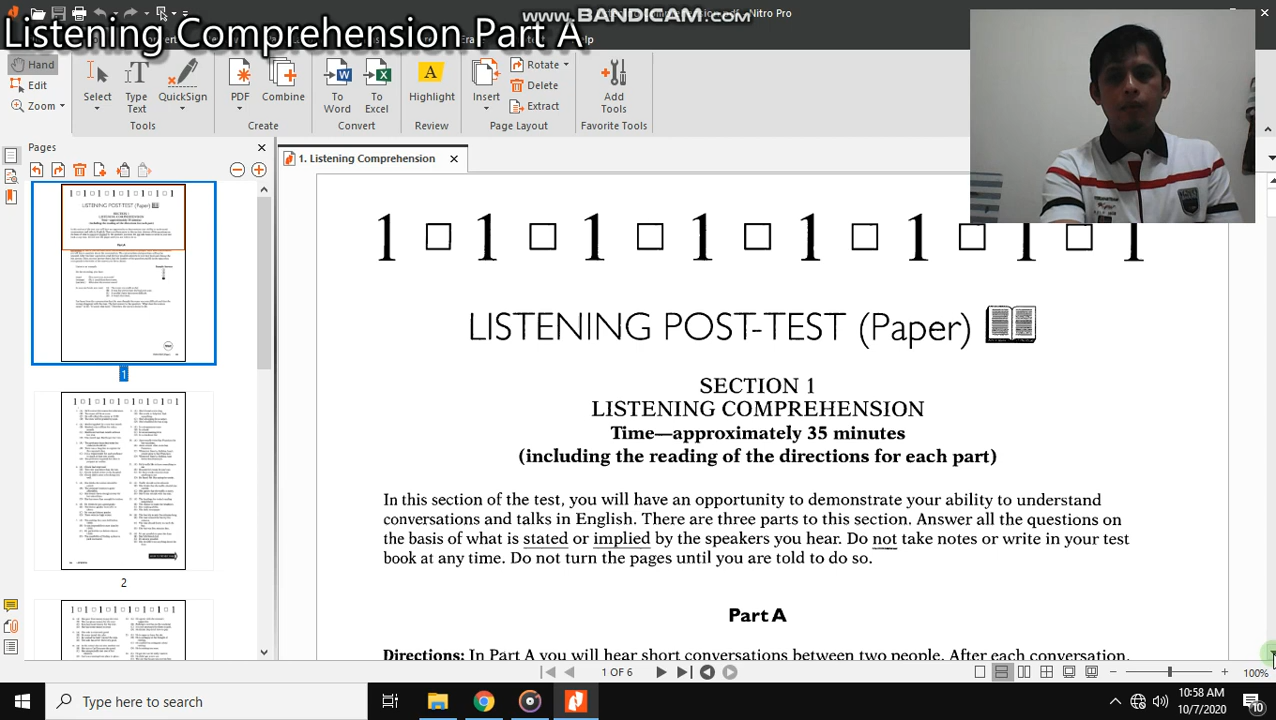 www.BANDICAM.com
- Nitro Pro
Listening Comprehension Part A
Hand
Edit
Zoom
Select
Type Text
QuickSign
Tools
PDF
Combine
Create
To Word
To Excel
Convert
Highlight
Review
Insert
Rotate
Delete
Extract
Page Layout
Add Tools
Favorite Tools
Pages
1. Listening Comprehension
1 1 1 1 1 1 1 1
LISTENING POST-TEST (Paper)
SECTION 1
LISTENING COMPREHENSION
Time—approximately 35 minutes
(including the reading of the directions for each part)
In this section of the test, you will have an opportunity to demonstrate your ability to understand
conversations and talks in English. There are three parts to this section. Answer all the questions on
the basis of what is stated or implied by the speakers you hear. Do not take notes or write in your test
book at any time. Do not turn the pages until you are told to do so.
Part A
Directions: In Part A you will hear short conversations between two people. After each conversation,
1
2
1 OF 6
100%
Type here to search
10:58 AM
10/7/2020
10